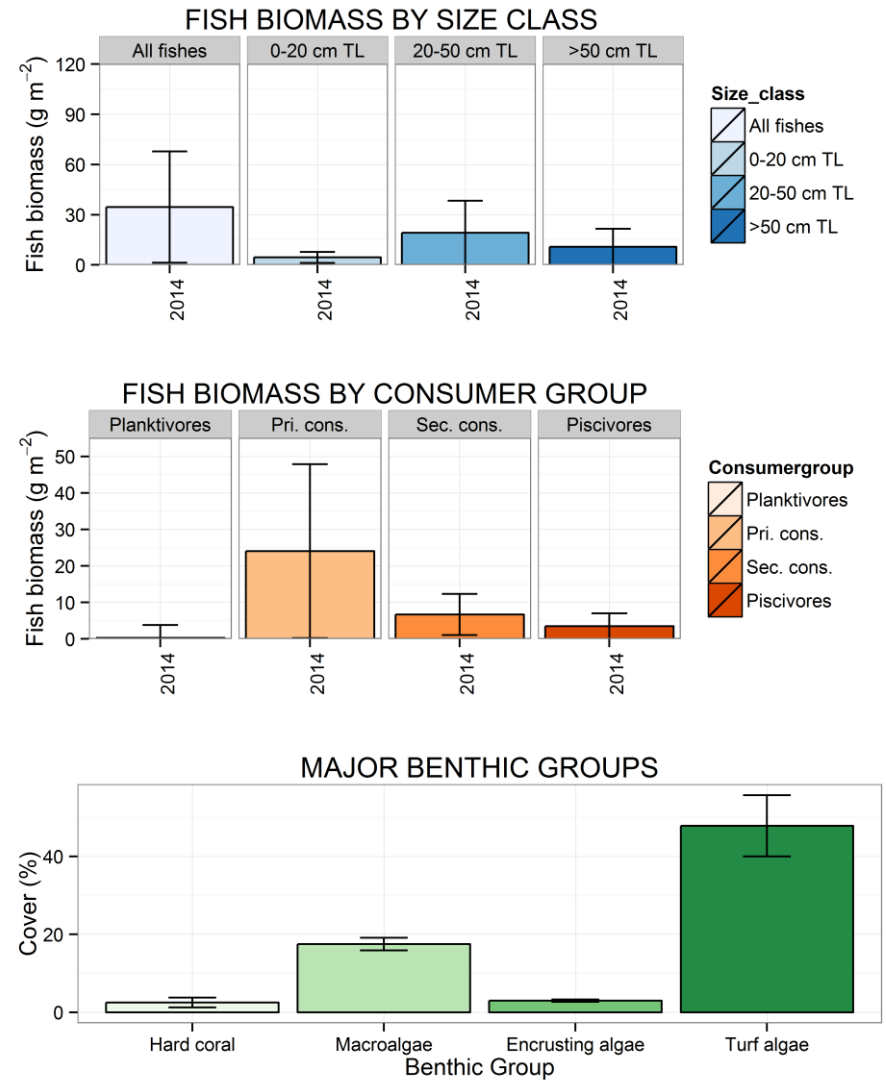 FISH BIOMASS BY SIZE CLASS
All fishes 0-20 cm TL 20-50 cm TL >50 cm TL
Fish biomass (g m⁻²)
120
90
60
30
0
2014 2014 2014 2014
Size_class
All fishes
0-20 cm TL
20-50 cm TL
>50 cm TL
FISH BIOMASS BY CONSUMER GROUP
Planktivores Pri. cons. Sec. cons. Piscivores
Fish biomass (g m⁻²)
50
40
30
20
10
0
2014 2014 2014 2014
Consumergroup
Planktivores
Pri. cons.
Sec. cons.
Piscivores
MAJOR BENTHIC GROUPS
Cover (%)
40
20
0
Hard coral Macroalgae Encrusting algae Turf algae
Benthic Group